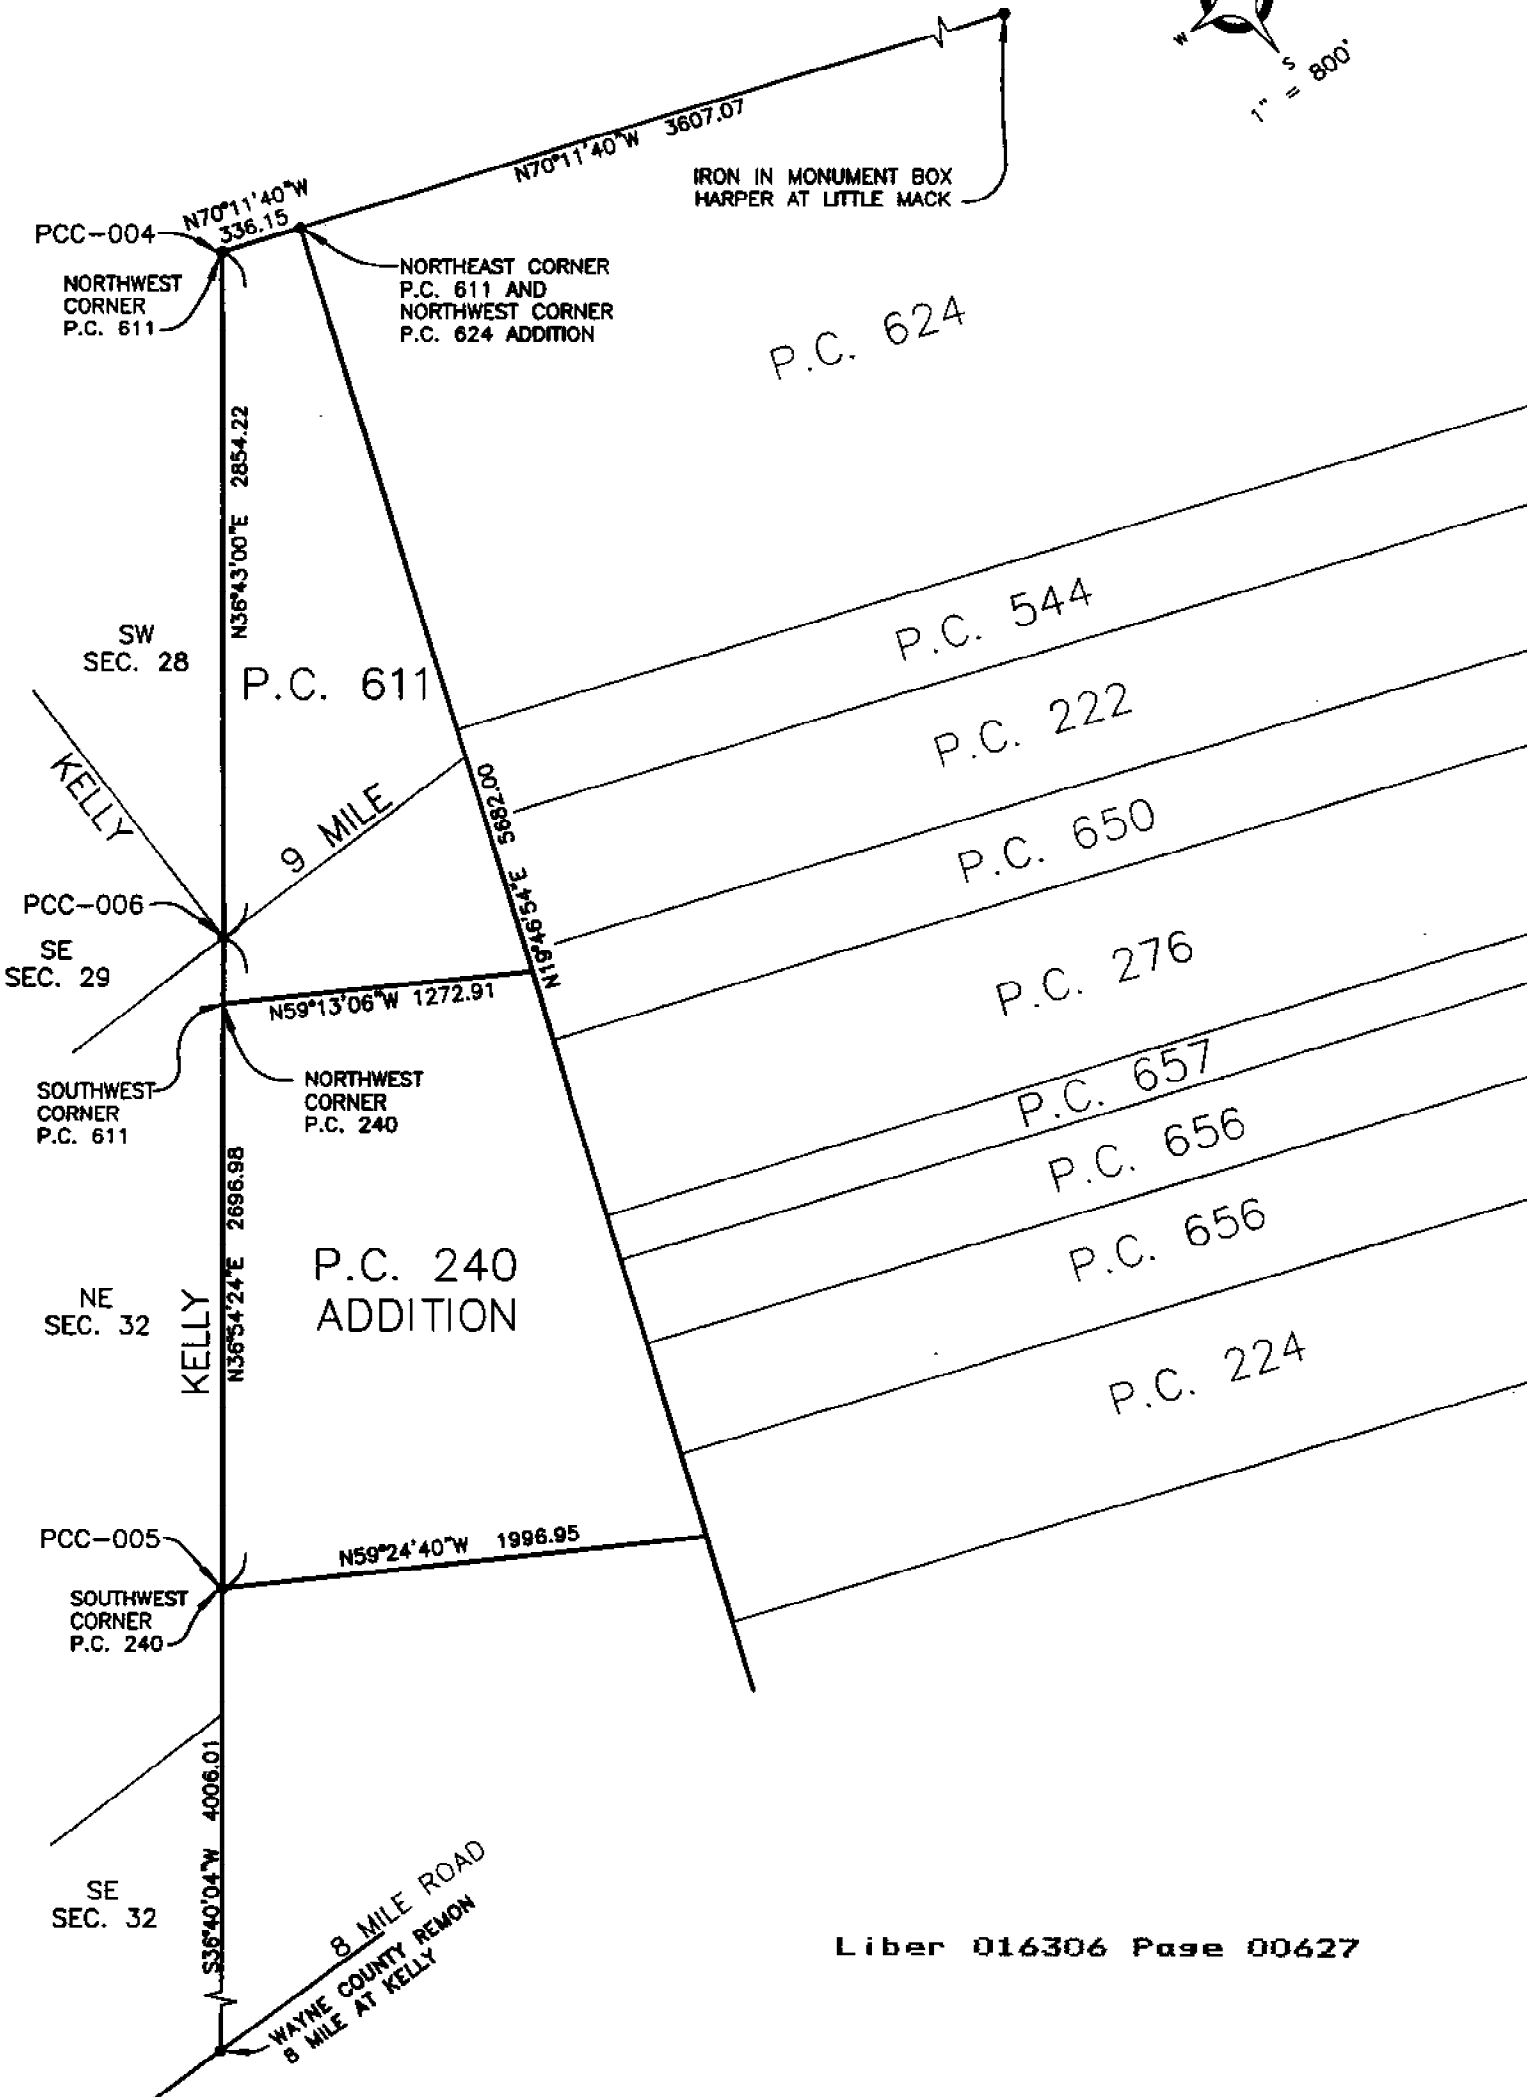 W
S
1" = 800'
N70°11'40"W 3607.07
IRON IN MONUMENT BOX
HARPER AT LITTLE MACK
N70°11'40"W
336.15
PCC-004
NORTHWEST
CORNER
P.C. 611
NORTHEAST CORNER
P.C. 611 AND
NORTHWEST CORNER
P.C. 624 ADDITION
P.C. 624
N36°43'00"E 2854.22
SW
SEC. 28
P.C. 611
P.C. 544
P.C. 222
KELLY
9 MILE
N19°46'54"E 5682.00
P.C. 650
PCC-006
SE
SEC. 29
P.C. 276
N59°13'06"W 1272.91
SOUTHWEST
CORNER
P.C. 611
NORTHWEST
CORNER
P.C. 240
P.C. 657
P.C. 656
P.C. 656
N36°54'24"E 2696.98
P.C. 240
ADDITION
NE
SEC. 32
KELLY
P.C. 224
PCC-005
N59°24'40"W 1996.95
SOUTHWEST
CORNER
P.C. 240
S36°40'04"W 4006.01
SE
SEC. 32
8 MILE ROAD
WAYNE COUNTY REMON
8 MILE AT KELLY
Liber 016306 Page 00627